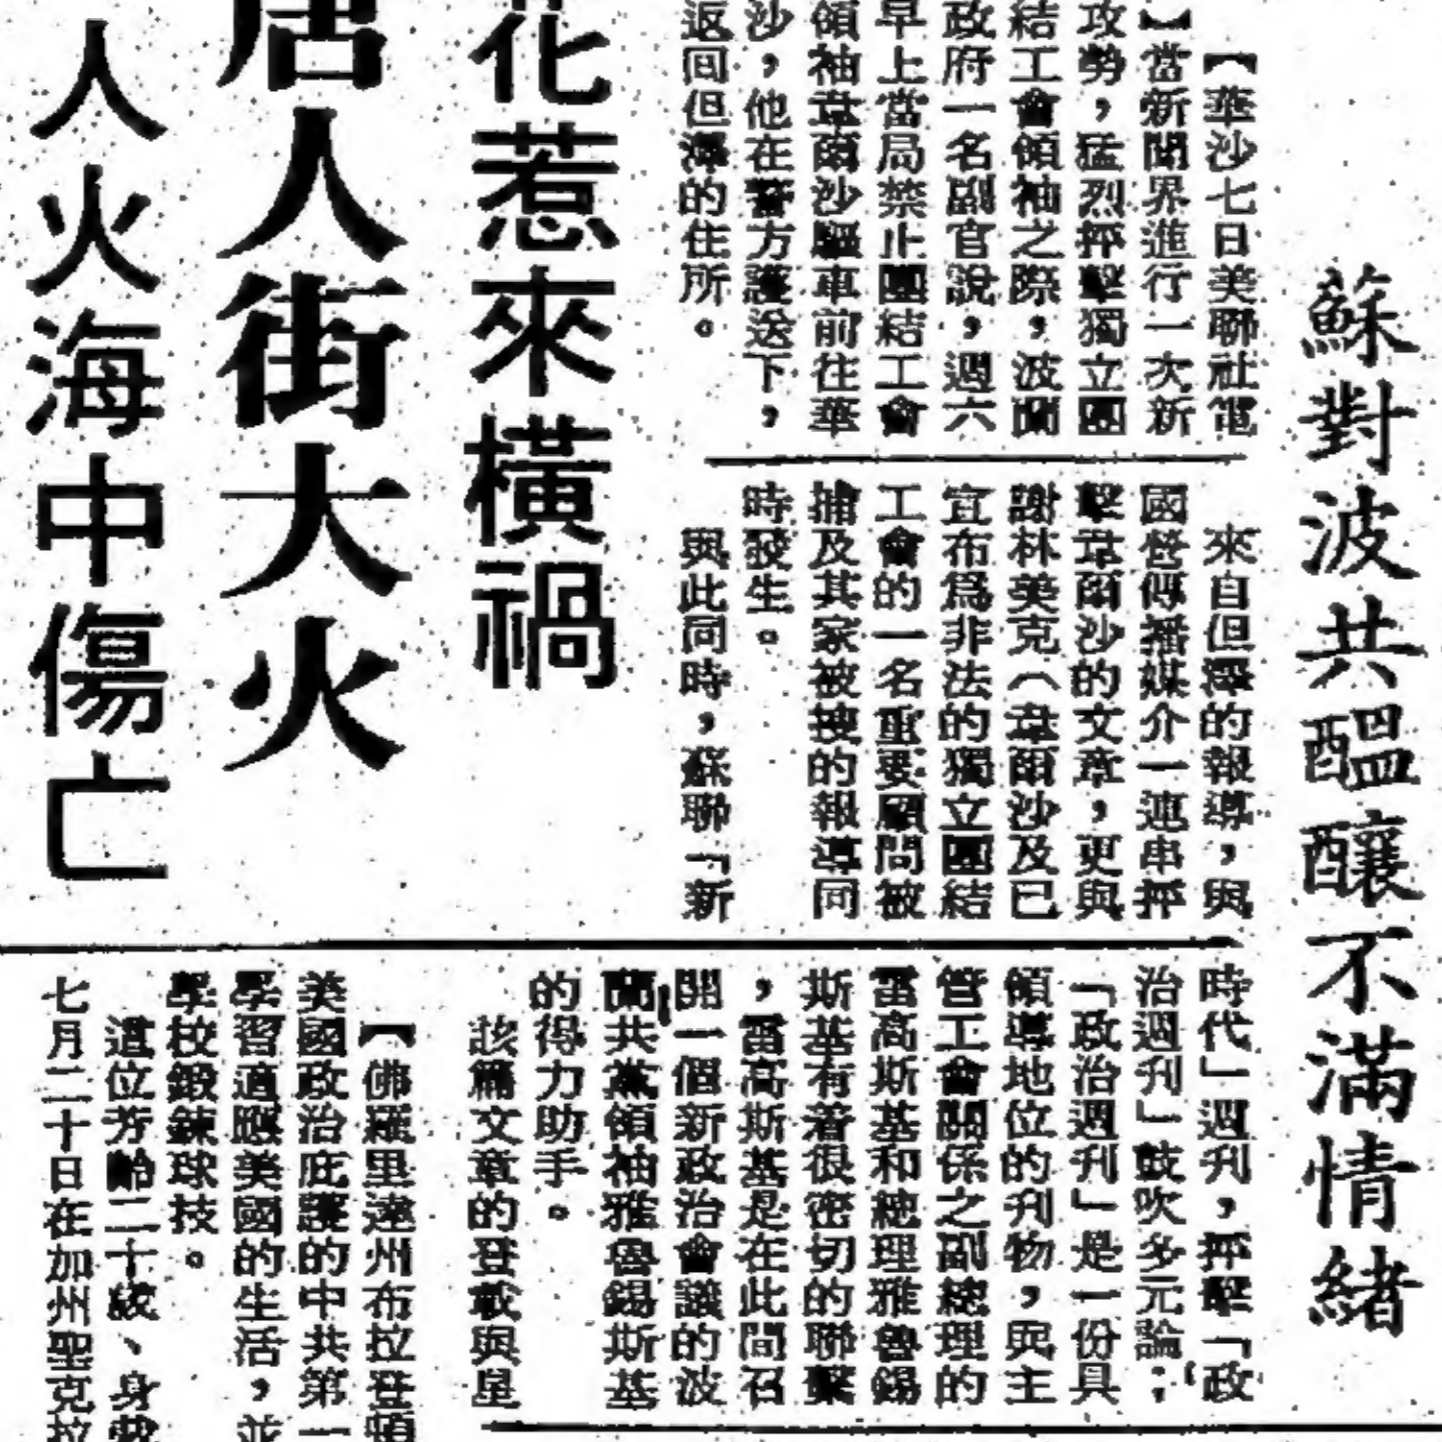 蘇對波共醞釀不滿情緒
【華沙七日美聯社電
】當新聞界進行一次新
攻勢，猛烈抨擊獨立團
結工會領袖之際，波蘭
政府一名副官說，週六
早上當局禁止團結工會
領袖韋爾沙驅車前往華
沙，他在警方護送下，
返回但澤的住所。
來自但澤的報導，與
國營傳播媒介一連串抨
擊韋爾沙的文章，更與
謝林美克（韋爾沙及已
宣布為非法的獨立團結
工會的一名重要顧問被
捕及其家被搜的報導同
時發生。
與此同時，蘇聯「新
時代」週刊，抨擊「政
治週刊」鼓吹多元論；
「政治週刊」是一份具
領導地位的刊物，與主
管工會關係之副總理的
當高斯基和總理雅魯錫
斯基有着很密切的聯繫
，當高斯基是在此間召
開一個新政治會議的波
蘭共黨領袖雅魯錫斯基
的得力助手。
該篇文章的登載與星
花惹來橫禍
唐人街大火
人火海中傷亡
【佛羅里達州布拉登頓
美國政治庇護的中共第一
學習適應美國的生活，並
學校鍛鍊球技。
這位芳齡二十歲、身
七月二十日在加州聖克拉